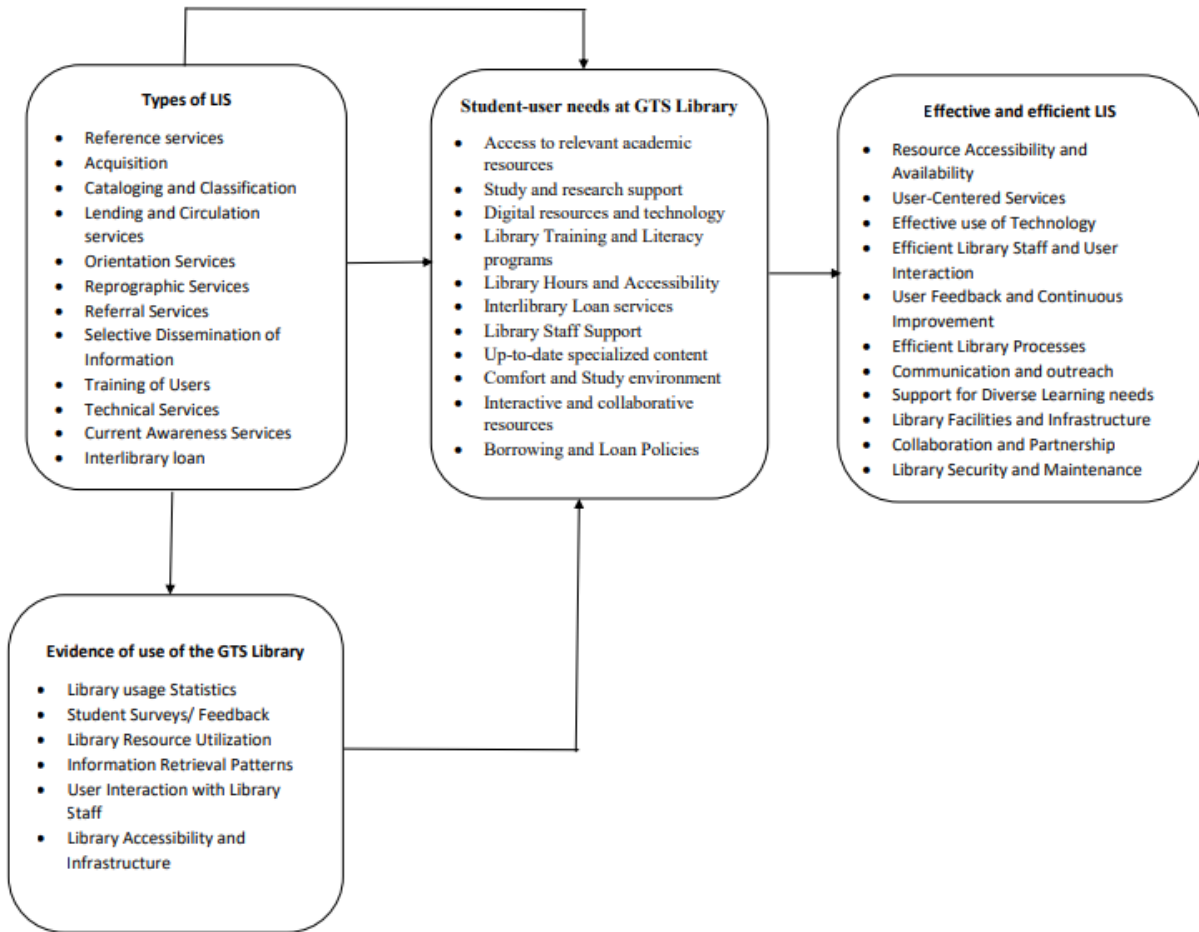 Types of LIS
• Reference services
• Acquisition
• Cataloging and Classification
• Lending and Circulation
services
• Orientation Services
• Reprographic Services
• Referral Services
• Selective Dissemination of
Information
• Training of Users
• Technical Services
• Current Awareness Services
• Interlibrary loan
Student-user needs at GTS Library
• Access to relevant academic
resources
• Study and research support
• Digital resources and technology
• Library Training and Literacy
programs
• Library Hours and Accessibility
• Interlibrary Loan services
• Library Staff Support
• Up-to-date specialized content
• Comfort and Study environment
• Interactive and collaborative
resources
• Borrowing and Loan Policies
Effective and efficient LIS
• Resource Accessibility and
Availability
• User-Centered Services
• Effective use of Technology
• Efficient Library Staff and User
Interaction
• User Feedback and Continuous
Improvement
• Efficient Library Processes
• Communication and outreach
• Support for Diverse Learning needs
• Library Facilities and Infrastructure
• Collaboration and Partnership
• Library Security and Maintenance
Evidence of use of the GTS Library
• Library usage Statistics
• Student Surveys/ Feedback
• Library Resource Utilization
• Information Retrieval Patterns
• User Interaction with Library
Staff
• Library Accessibility and
Infrastructure